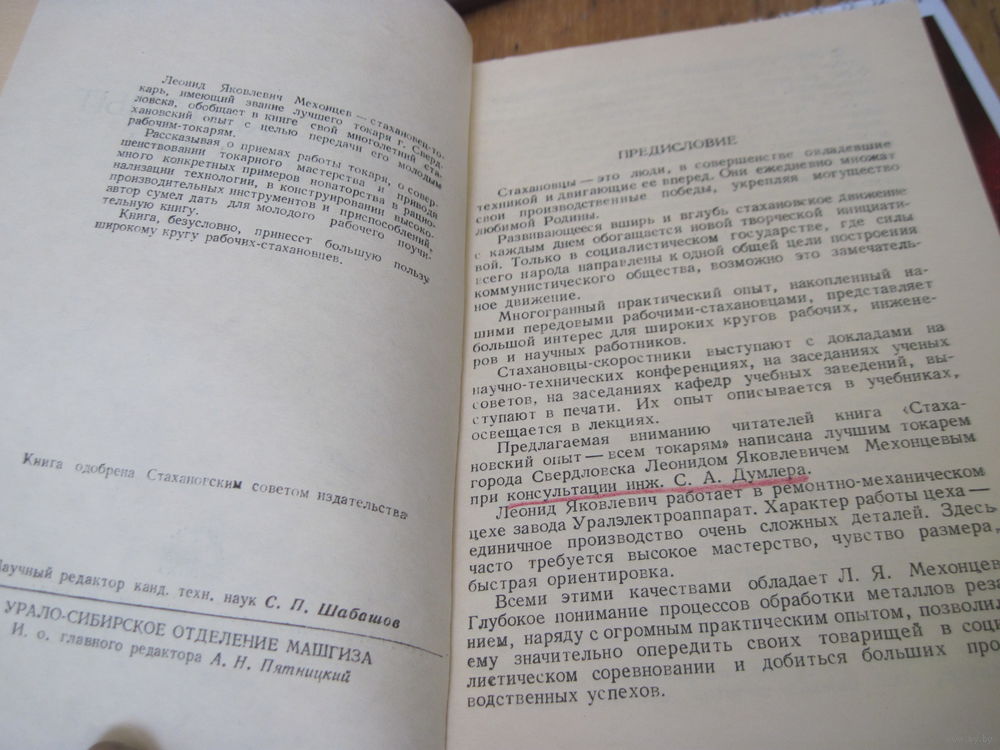 Леонид Яковлевич Мехонцев — стахановец-то-
карь, имеющий звание лучшего токаря г. Сверд-
ловска, обобщает в книге свой многолетний ста-
хановский опыт с целью передачи его молодым
рабочим-токарям.
Рассказывая о приемах работы токаря, о совер-
шенствовании токарного мастерства и приводя
много конкретных примеров новаторства в рацио-
нализации технологии, в конструировании высоко-
производительных инструментов и приспособлений,
автор сумел дать для молодого рабочего поучи-
тельную книгу.
Книга, безусловно, принесет большую пользу
широкому кругу рабочих-стахановцев.
Книга одобрена Стахановским советом издательства
Научный редактор канд. техн. наук С. П. Шабашов
УРАЛО-СИБИРСКОЕ ОТДЕЛЕНИЕ МАШГИЗА
И. о. главного редактора А. Н. Пятницкий
ПРЕДИСЛОВИЕ
Стахановцы — это люди, в совершенстве овладевшие
техникой и двигающие ее вперед. Они ежедневно множат
свои производственные победы, укрепляя могущество
любимой Родины.
Развивающееся вширь и вглубь стахановское движение
с каждым днем обогащается новой творческой инициати-
вой. Только в социалистическом государстве, где силы
всего народа направлены к одной общей цели построения
коммунистического общества, возможно это замечатель-
ное движение.
Многогранный практический опыт, накопленный на-
шими передовыми рабочими-стахановцами, представляет
большой интерес для широких кругов рабочих, инжене-
ров и научных работников.
Стахановцы-скоростники выступают с докладами на
научно-технических конференциях, на заседаниях ученых
советов, на заседаниях кафедр учебных заведений, вы-
ступают в печати. Их опыт описывается в учебниках,
освещается в лекциях.
Предлагаемая вниманию читателей книга «Стаха-
новский опыт — всем токарям» написана лучшим токарем
города Свердловска Леонидом Яковлевичем Мехонцевым
при консультации инж. С. А. Думлера.
Леонид Яковлевич работает в ремонтно-механическом
цехе завода Уралэлектроаппарат. Характер работы цеха —
единичное производство очень сложных деталей. Здесь
часто требуется высокое мастерство, чувство размера,
быстрая ориентировка.
Всеми этими качествами обладает Л. Я. Мехонцев
Глубокое понимание процессов обработки металлов реза
нием, наряду с огромным практическим опытом, позволил
ему значительно опередить своих товарищей в соци
листическом соревновании и добиться больших про
водственных успехов.
www.ay.by